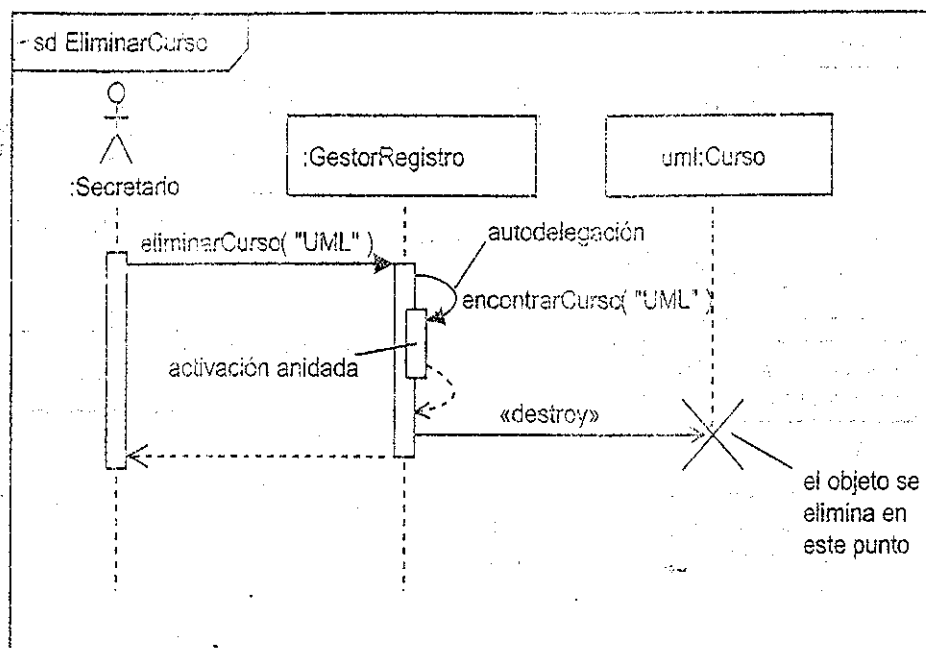 sd EliminarCurso
:Secretario
:GestorRegistro
uml:Curso
eliminarCurso( "UML" )
autodelegación
encontrarCurso( "UML" )
activación anidada
«destroy»
el objeto se
elimina en
este punto